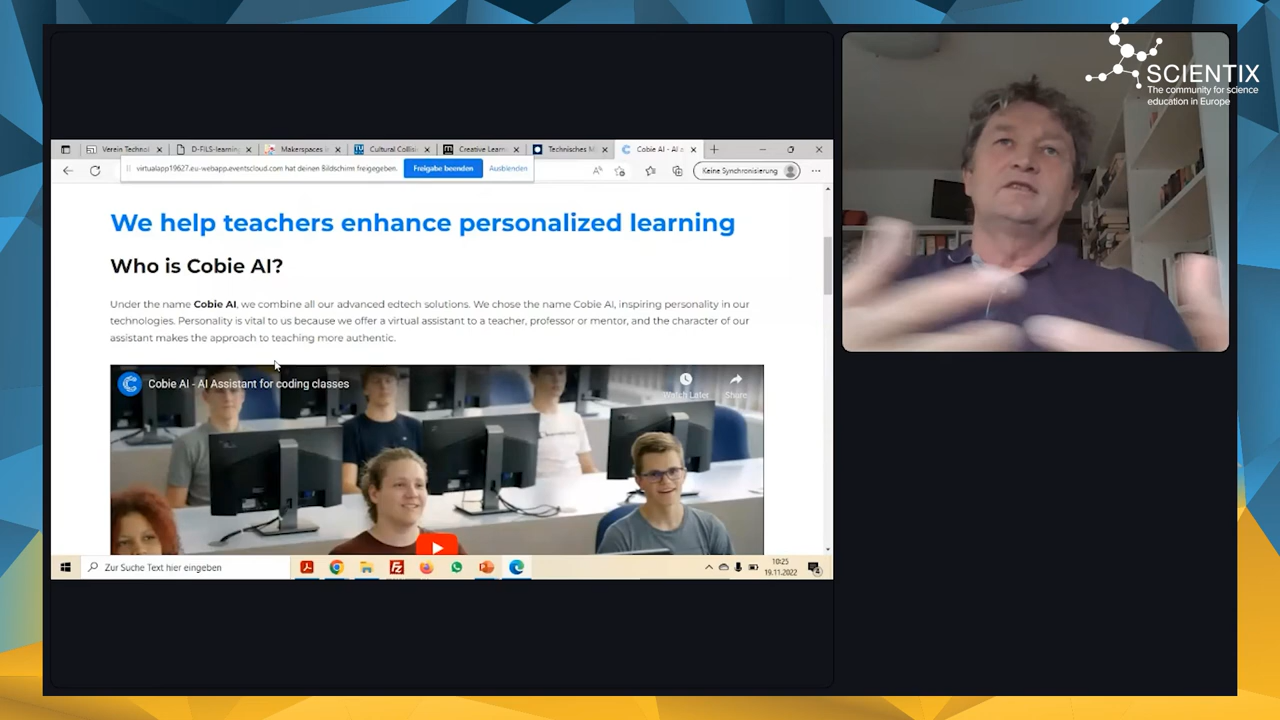 SCIENTIX
The community for science
education in Europe
Verein Technol
D-FILS-learning
Makerspaces in
Cultural Collisi
Creative Learn
Technisches M
Cobie AI - AI a
virtualapp19627.eu-webapp.eventscloud.com hat deinen Bildschirm freigegeben.
Freigabe beenden
Ausblenden
Keine Synchronisierung
We help teachers enhance personalized learning
Who is Cobie AI?
Under the name Cobie AI, we combine all our advanced edtech solutions. We chose the name Cobie AI, inspiring personality in our
technologies. Personality is vital to us because we offer a virtual assistant to a teacher, professor or mentor, and the character of our
assistant makes the approach to teaching more authentic.
Cobie AI - AI Assistant for coding classes
Watch Later
Share
Zur Suche Text hier eingeben
10:25
19.11.2022